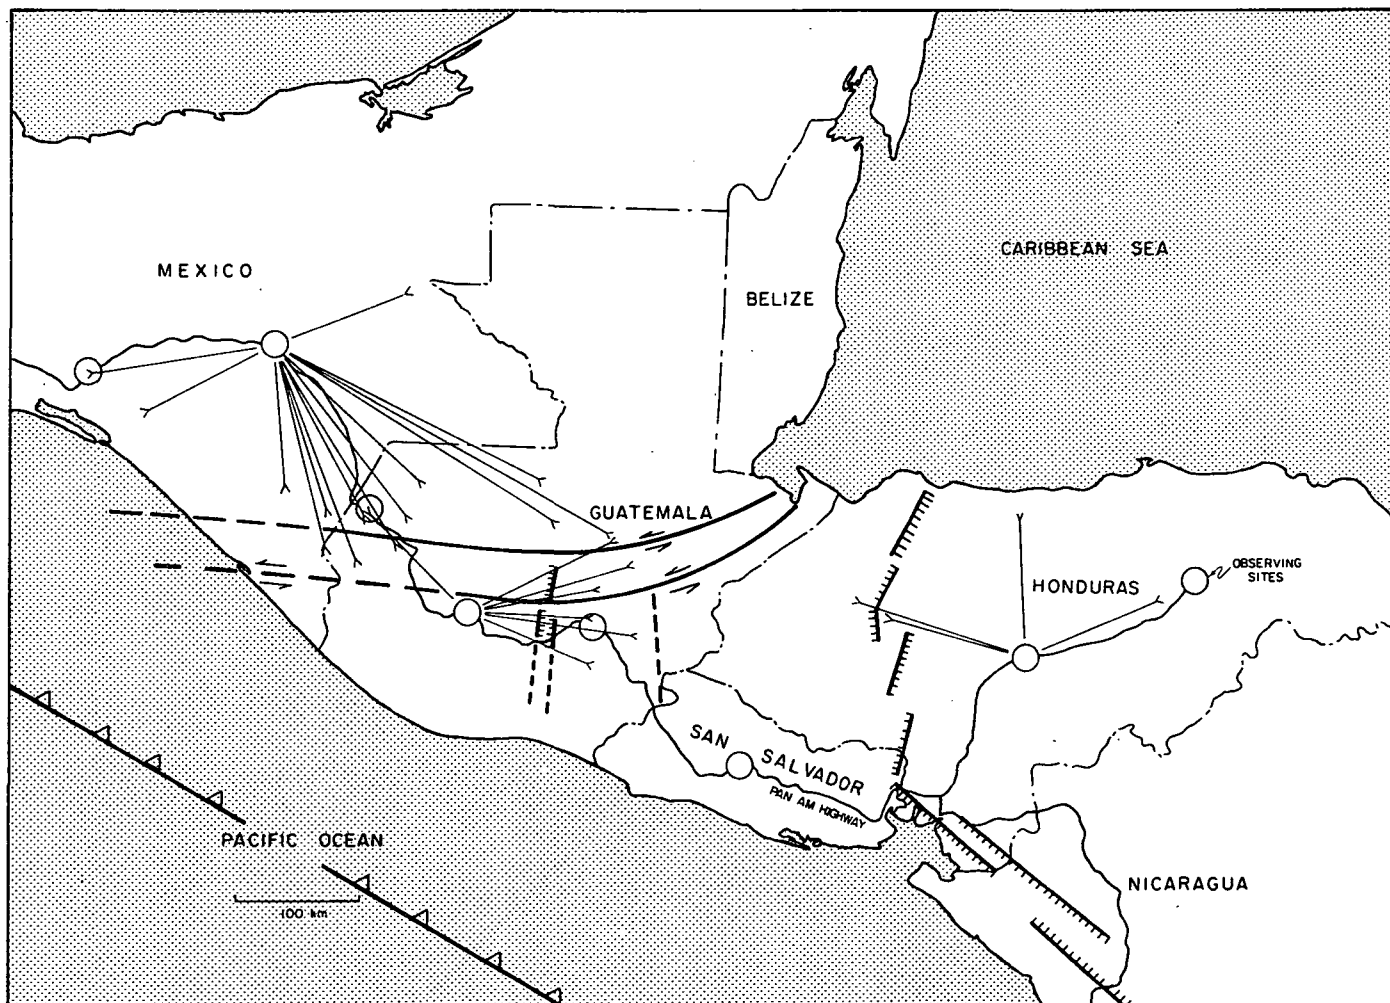 MEXICO
CARIBBEAN SEA
BELIZE
GUATEMALA
HONDURAS
OBSERVING
SITES
SAN
SALVADOR
PAN AM HIGHWAY
PACIFIC OCEAN
100 km
NICARAGUA